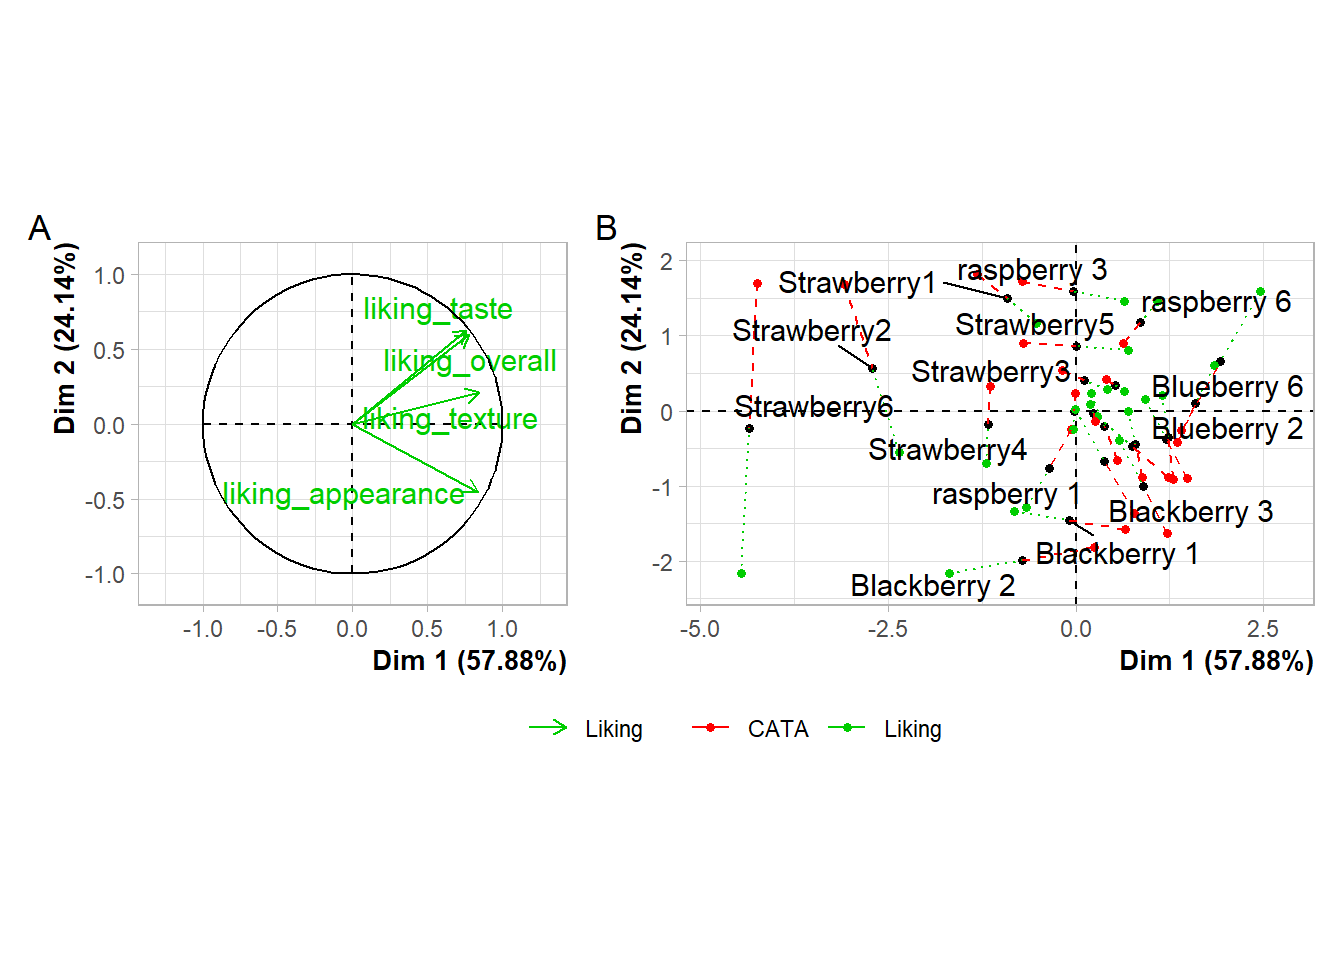 A
Dim 2 (24.14%)
1.0
0.5
0.0
-0.5
-1.0
liking_taste
liking_overall
liking_texture
liking_appearance
-1.0 -0.5 0.0 0.5 1.0
Dim 1 (57.88%)
B
Dim 2 (24.14%)
2
1
0
-1
-2
raspberry 3
Strawberry1
raspberry 6
Strawberry5
Strawberry2
Strawberry3
Blueberry 6
Strawberry6
Blueberry 2
Strawberry4
raspberry 1
Blackberry 3
Blackberry 1
Blackberry 2
-5.0 -2.5 0.0 2.5
Dim 1 (57.88%)
Liking CATA Liking